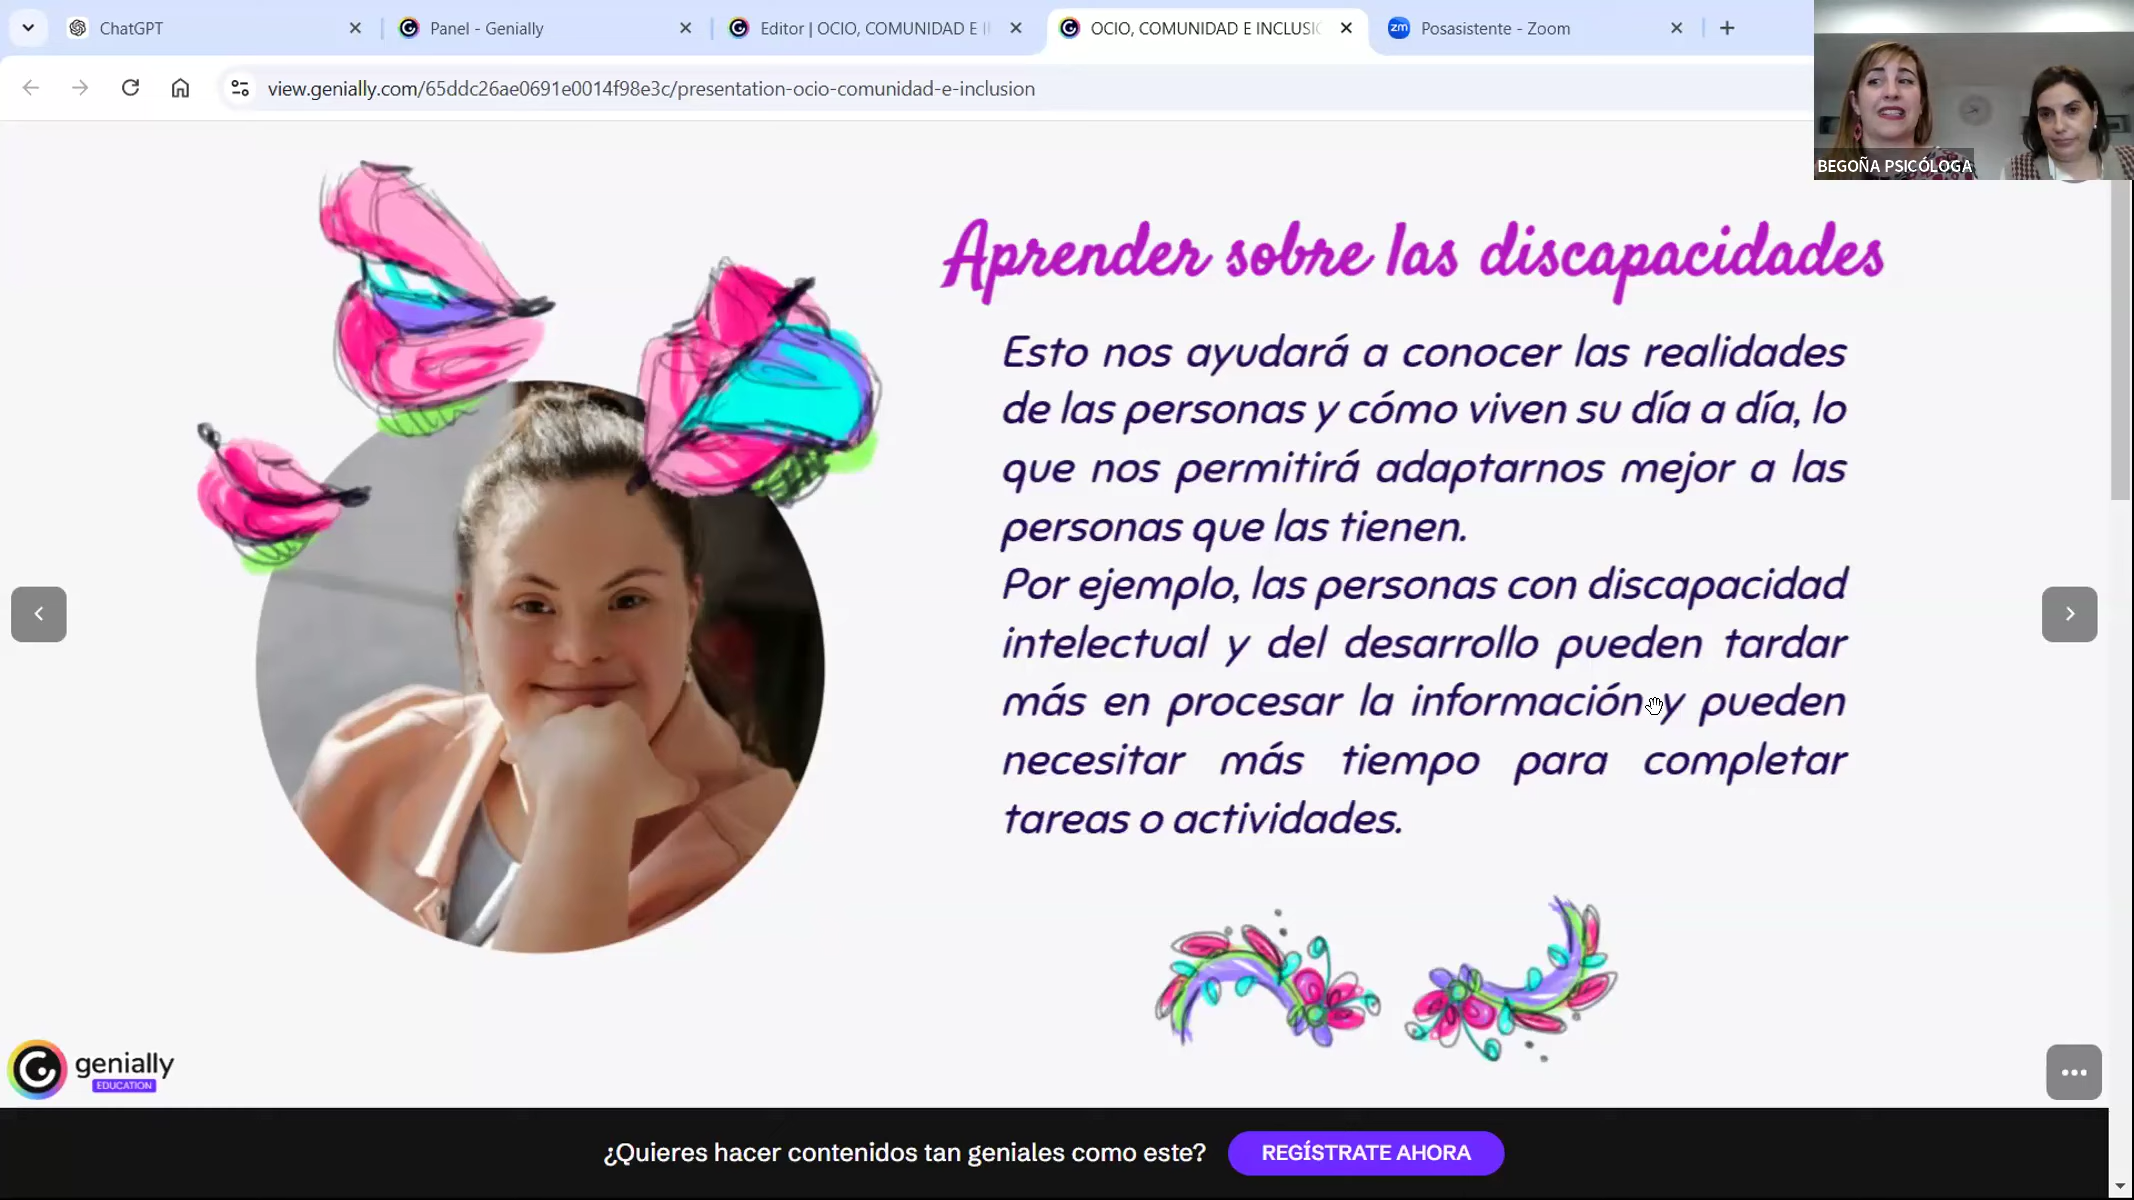 ChatGPT
Panel - Genially
Editor | OCIO, COMUNIDAD E I
OCIO, COMUNIDAD E INCLUSI
zm
Posasistente - Zoom
view.genially.com/65ddc26ae0691e0014f98e3c/presentation-ocio-comunidad-e-inclusion
BEGOÑA PSICÓLOGA
Aprender sobre las discapacidades
Esto nos ayudará a conocer las realidades
de las personas y cómo viven su día a día, lo
que nos permitirá adaptarnos mejor a las
personas que las tienen.
Por ejemplo, las personas con discapacidad
intelectual y del desarrollo pueden tardar
más en procesar la información y pueden
necesitar más tiempo para completar
tareas o actividades.
genially
EDUCATION
¿Quieres hacer contenidos tan geniales como este?
REGÍSTRATE AHORA